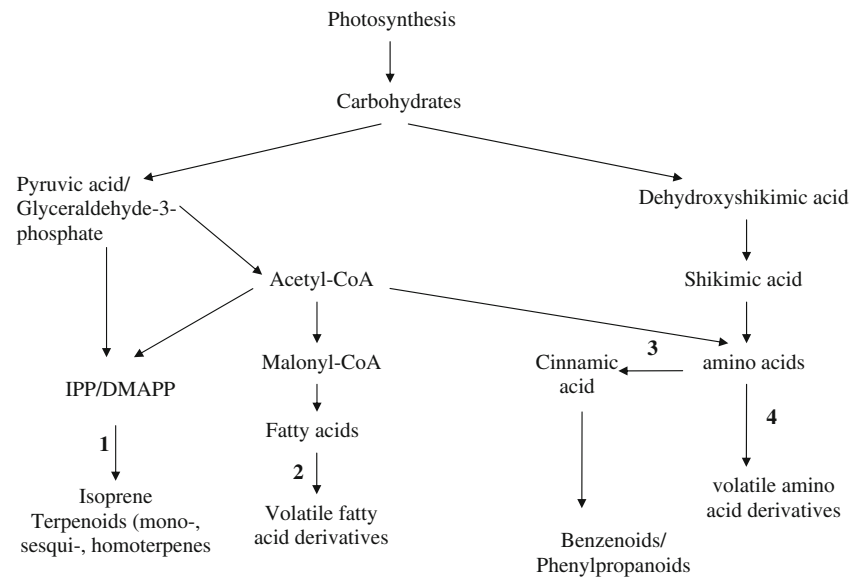 Photosynthesis
Carbohydrates
Pyruvic acid/
Glyceraldehyde-3-
phosphate
Dehydroxyshikimic acid
Acetyl-CoA
Shikimic acid
IPP/DMAPP
Malonyl-CoA
Cinnamic
acid
3
amino acids
Fatty acids
1
2
4
Isoprene
Terpenoids (mono-,
sesqui-, homoterpenes
Volatile fatty
acid derivatives
Benzenoids/
Phenylpropanoids
volatile amino
acid derivatives